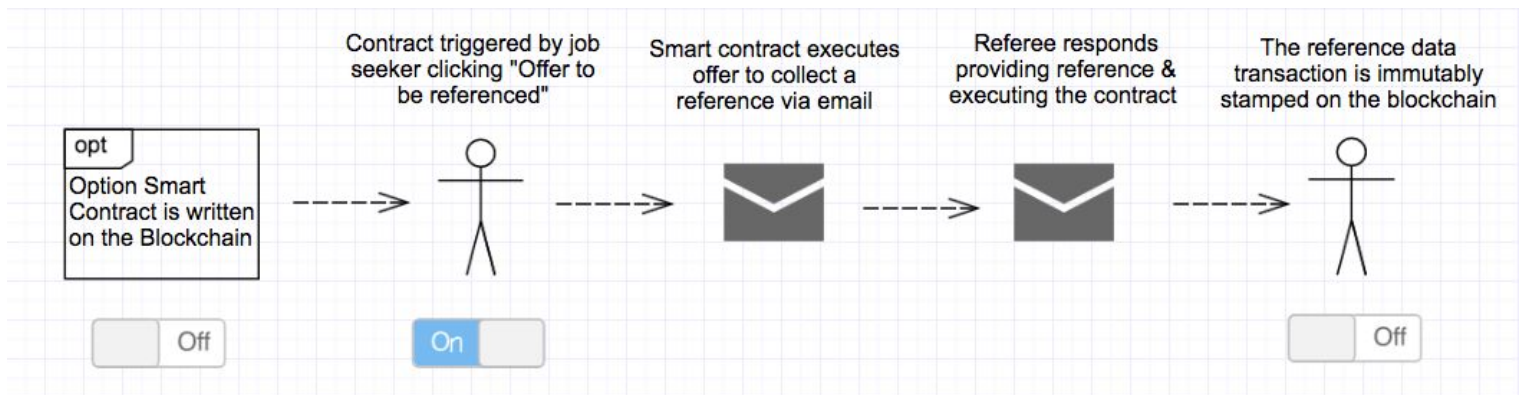 Contract triggered by job
seeker clicking "Offer to
be referenced"
Smart contract executes
offer to collect a
reference via email
Referee responds
providing reference &
executing the contract
The reference data
transaction is immutably
stamped on the blockchain
opt
Option Smart
Contract is written
on the Blockchain
Off
On
Off